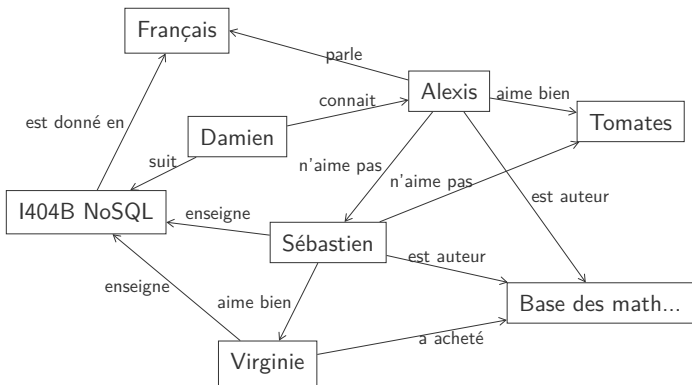 Français
parle
Alexis
aime bien
connait
Tomates
est donné en
Damien
suit
n'aime pas
n'aime pas
est auteur
I404B NoSQL
enseigne
Sébastien
est auteur
enseigne
aime bien
Base des math...
a acheté
Virginie